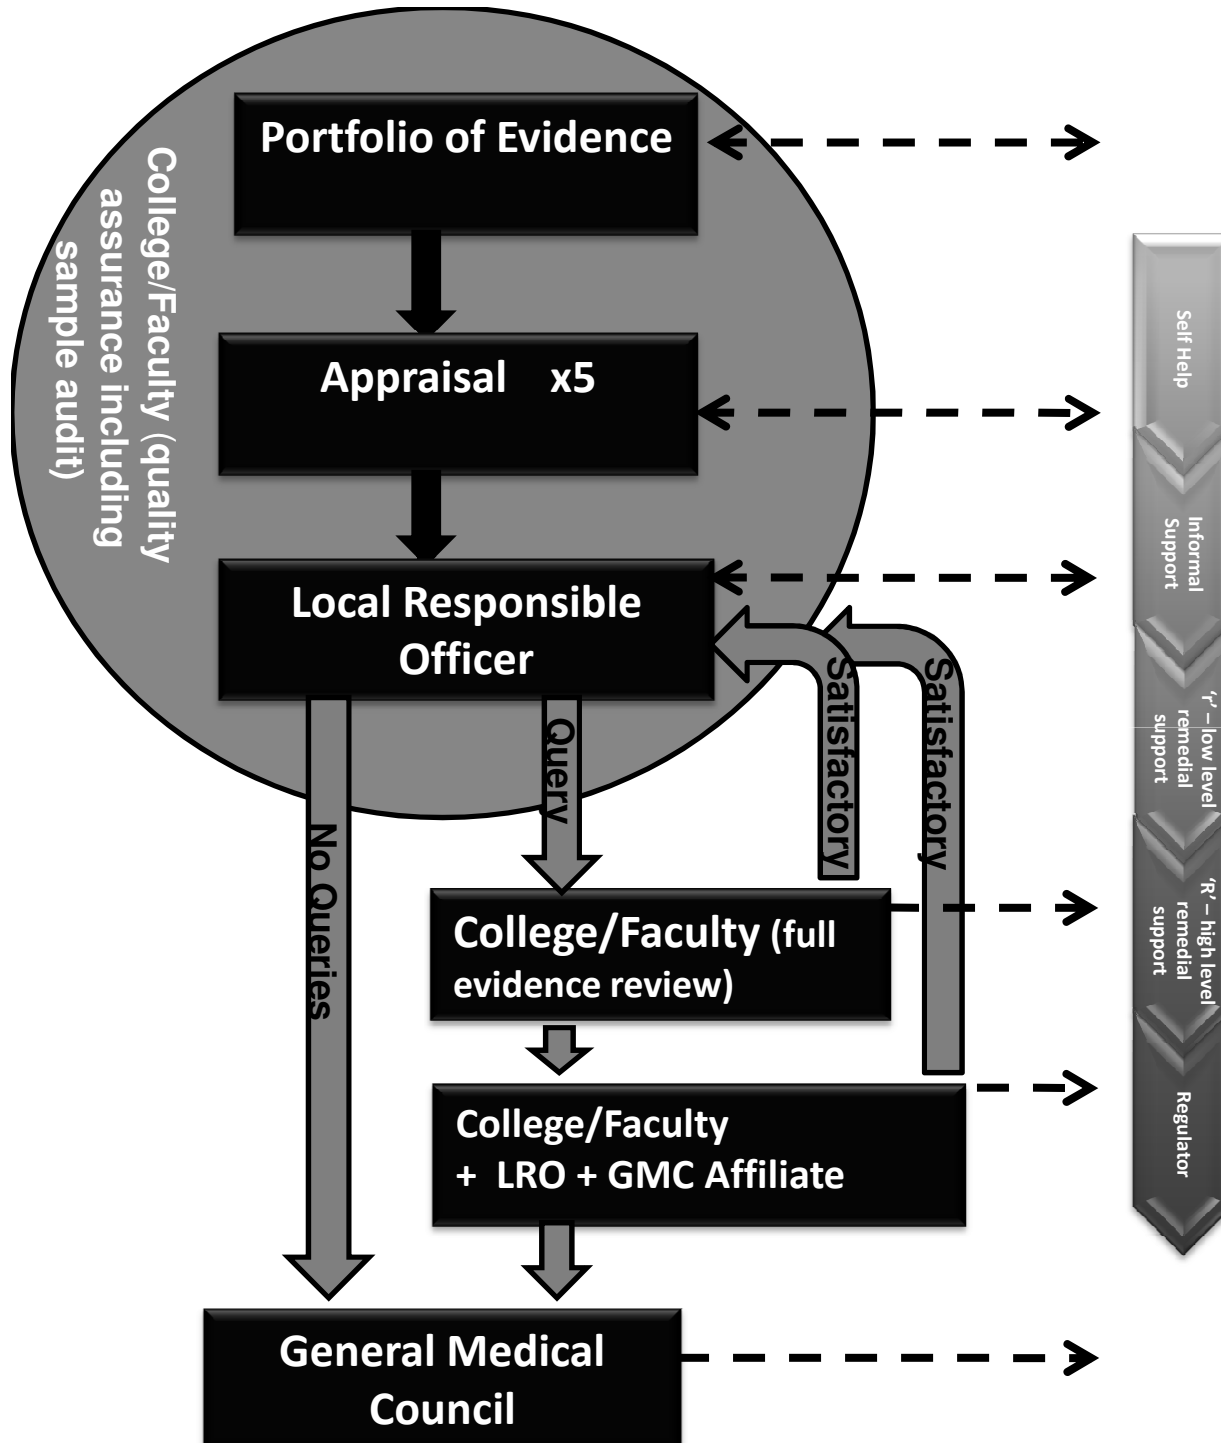 College/Faculty (quality
assurance including
sample audit)
Portfolio of Evidence
Appraisal x5
Local Responsible
Officer
No Queries
Query
Satisfactory
Satisfactory
College/Faculty (full
evidence review)
College/Faculty
+ LRO + GMC Affiliate
General Medical
Council
Self Help
Informal
Support
‘r’ – low level
remedial
support
‘R’ – high level
remedial
support
Regulator